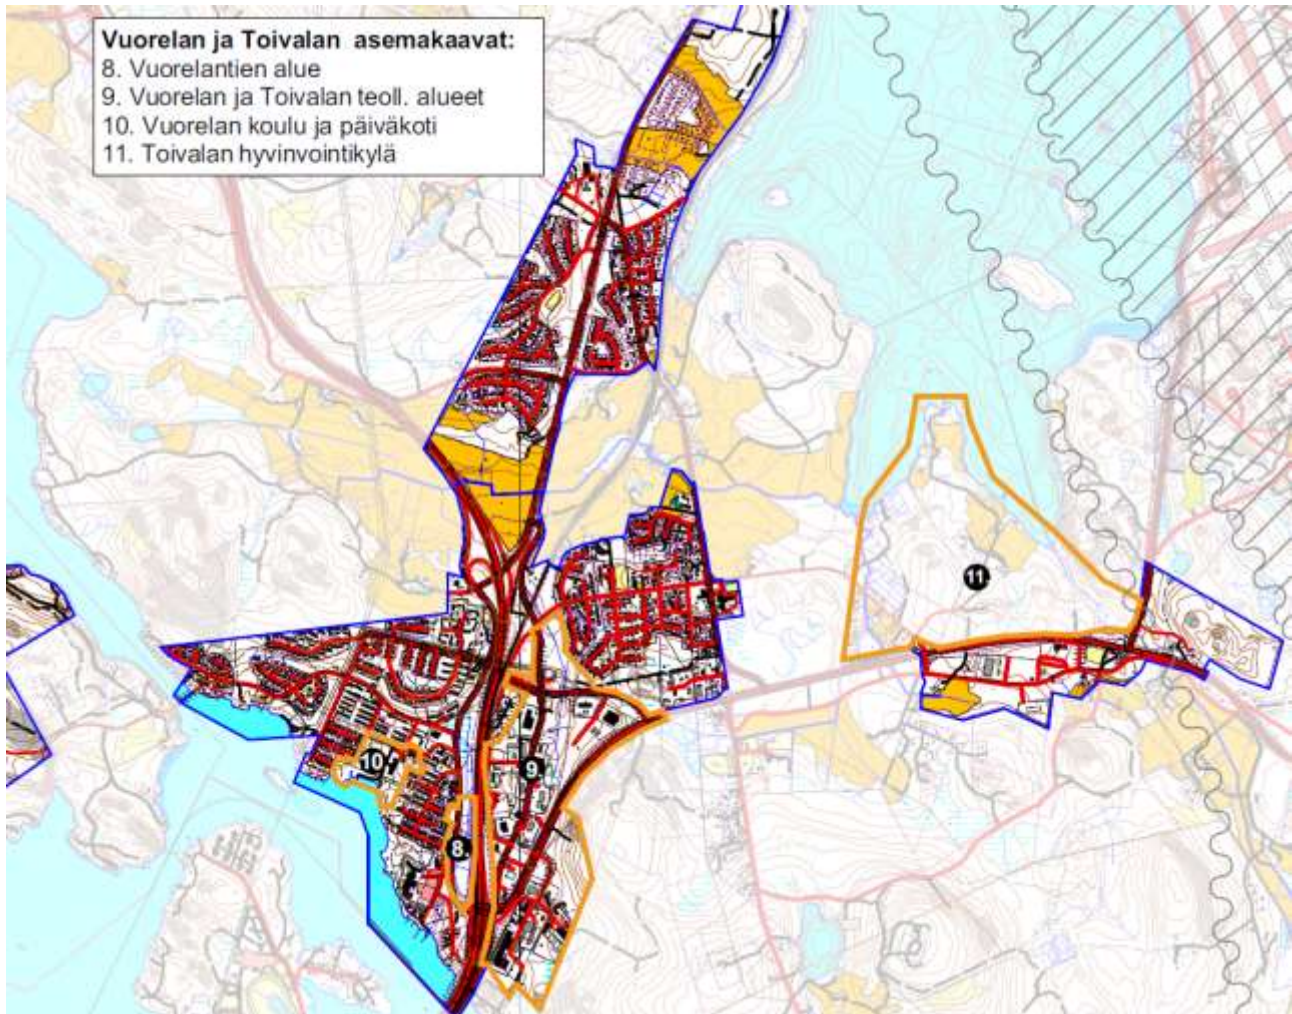 Vuorelan ja Toivalan asemakaavat:
8. Vuorelantien alue
9. Vuorelan ja Toivalan teoll. alueet
10. Vuorelan koulu ja päiväkoti
11. Toivalan hyvinvointikylä
11
10
9.
8.